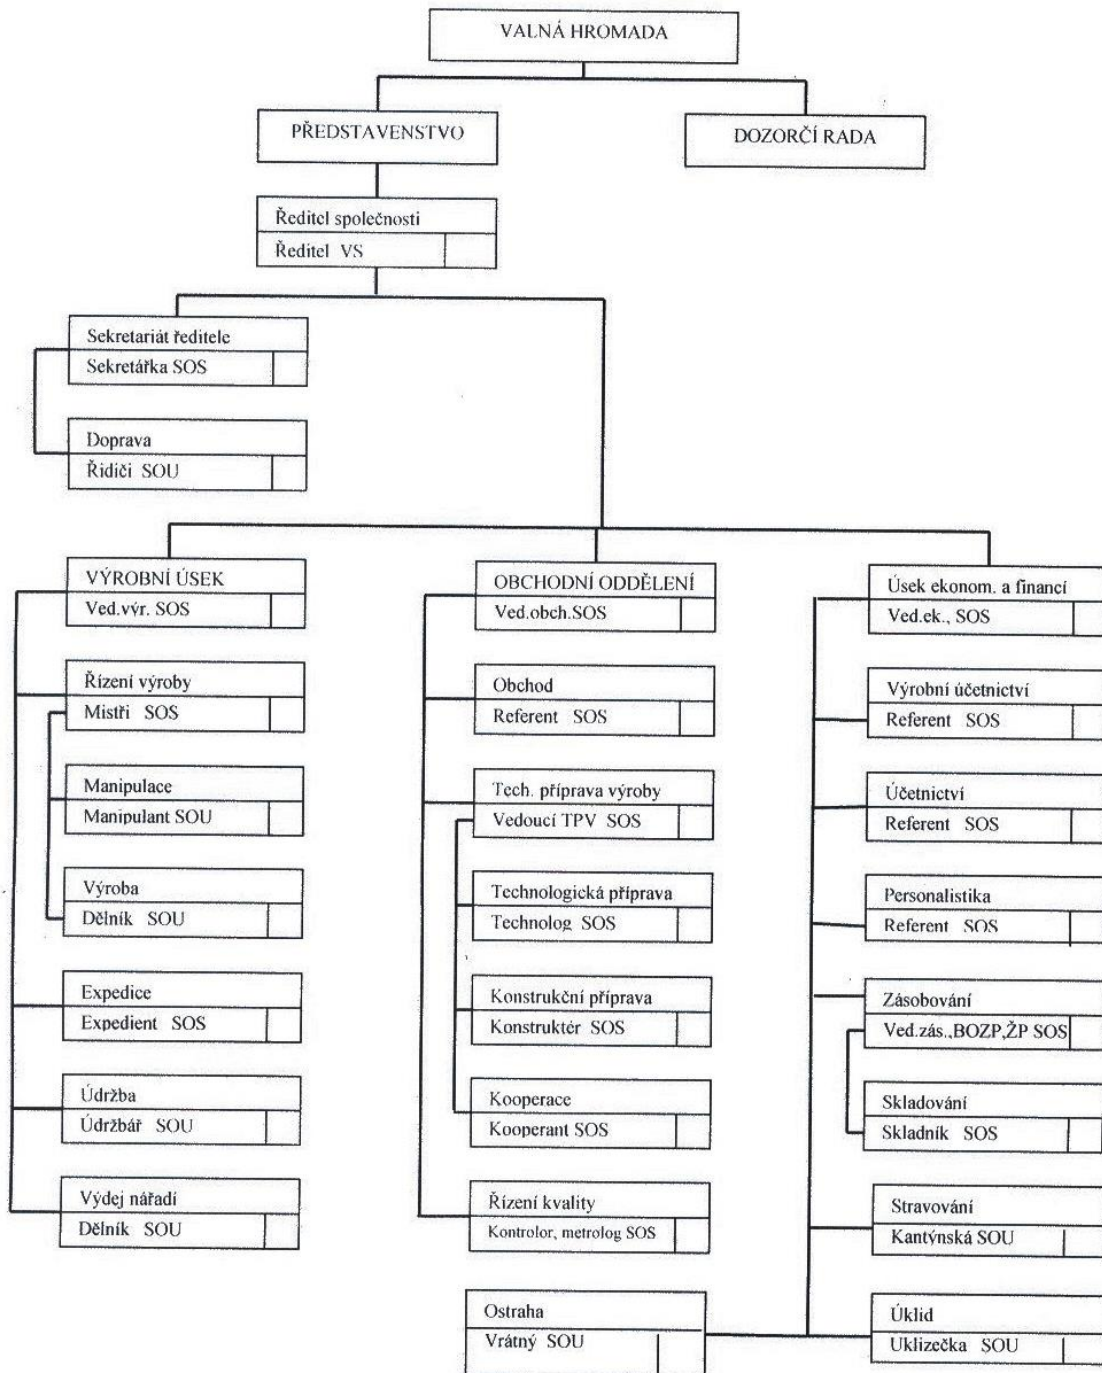 VALNÁ HROMADA
PŘEDSTAVENSTVO
DOZORČÍ RADA
Ředitel společnosti
Ředitel VS
Sekretariát ředitele
Sekretářka SOS
Doprava
Řidiči SOU
VÝROBNÍ ÚSEK
Ved.výr. SOS
Řízení výroby
Mistři SOS
Manipulace
Manipulant SOU
Výroba
Dělník SOU
Expedice
Expedient SOS
Údržba
Údržbář SOU
Výdej nářadí
Dělník SOU
OBCHODNÍ ODDĚLENÍ
Ved.obch.SOS
Obchod
Referent SOS
Tech. příprava výroby
Vedoucí TPV SOS
Technologická příprava
Technolog SOS
Konstrukční příprava
Konstruktér SOS
Kooperace
Kooperant SOS
Řízení kvality
Kontrolor, metrolog SOS
Ostraha
Vrátný SOU
Úsek ekonom. a financí
Ved.ek., SOS
Výrobní účetnictví
Referent SOS
Účetnictví
Referent SOS
Personalistika
Referent SOS
Zásobování
Ved.zás.,BOZP,ŽP SOS
Skladování
Skladník SOS
Stravování
Kantýnská SOU
Úklid
Uklizečka SOU